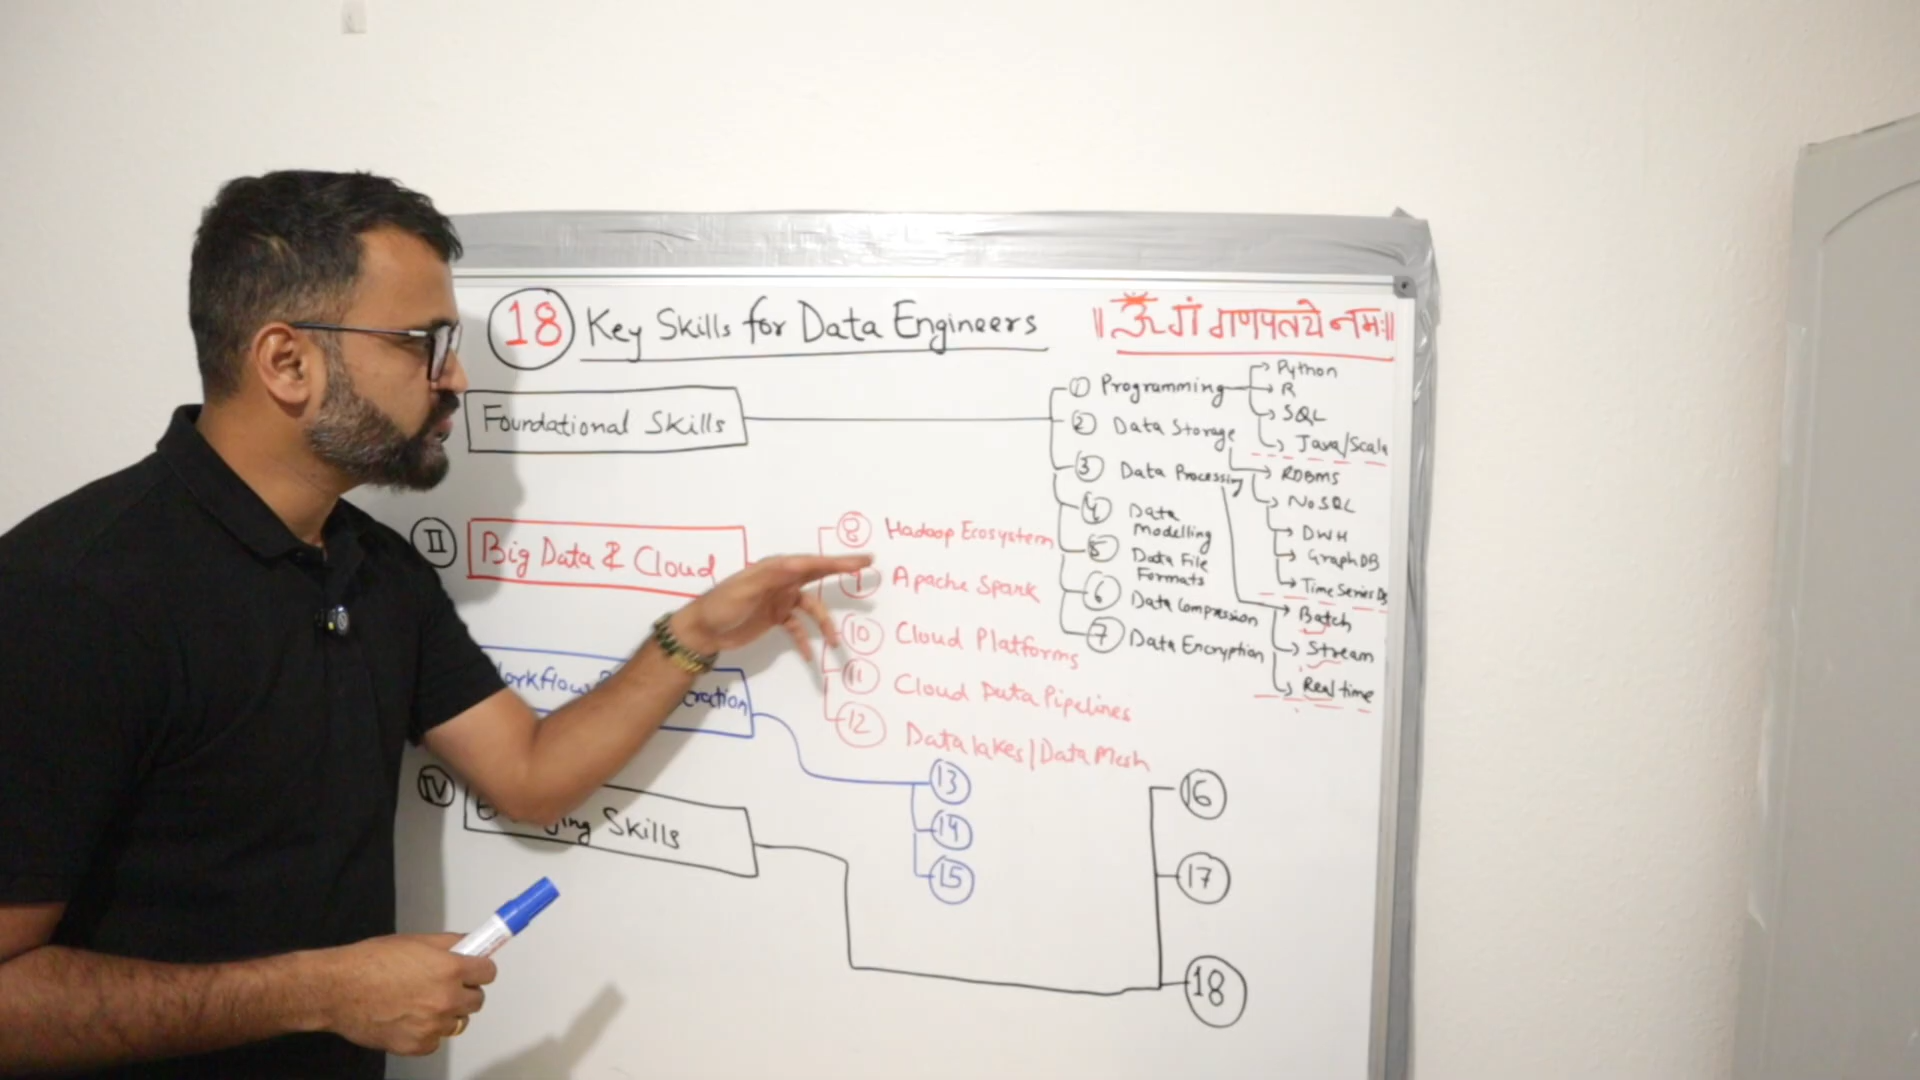 18 Key Skills for Data Engineers
॥ ॐ गं गणपतये नमः॥
Foundational Skills
1 Programming
Python
R
SQL
Java/Scala
2 Data Storage
RDBMS
NoSQL
DWH
GraphDB
Time Series DB
3 Data Processing
Batch
Stream
Real time
4 Data
Modelling
5 Data File
Formats
6 Data Compression
7 Data Encryption
II Big Data & Cloud
8 Hadoop Ecosystem
9 Apache Spark
10 Cloud Platforms
11 Cloud Data Pipelines
12 Datalakes/Data Mesh
13
14
15
IV
Skills
16
17
18